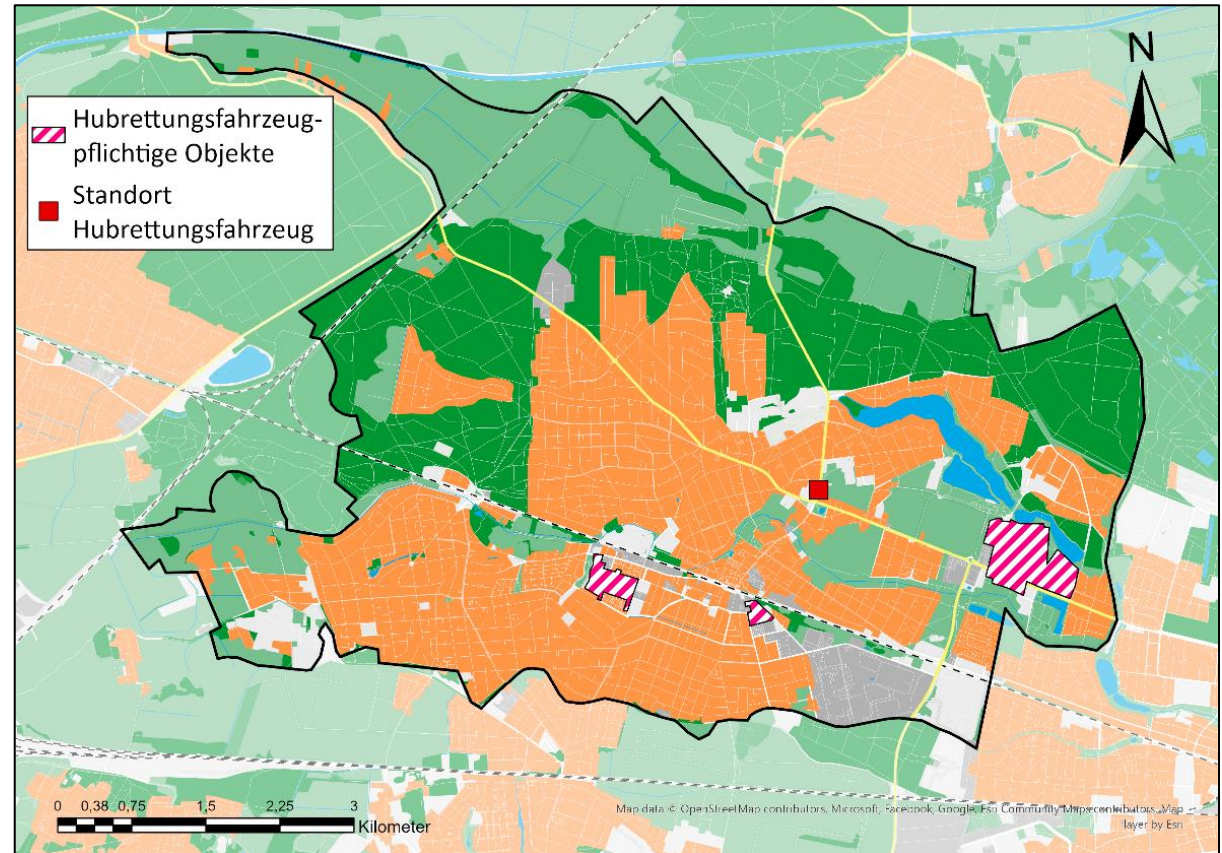 N
Hubrettungsfahrzeug-
pflichtige Objekte
Standort
Hubrettungsfahrzeug
0 0,38 0,75 1,5 2,25 3
Kilometer
Map data © OpenStreetMap contributors, Microsoft, Facebook, Google, Esri Community Maps contributors, Map
layer by Esri